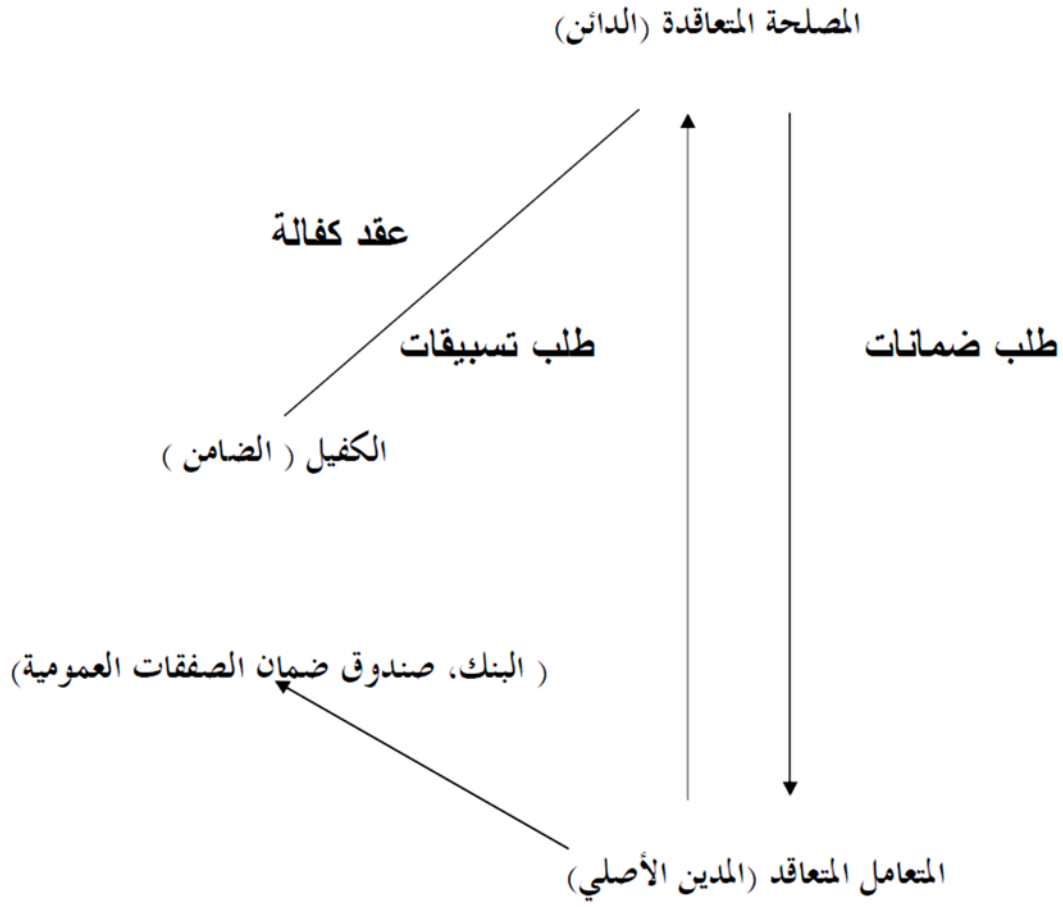 المصلحة المتعاقدة (الدائن)
عقد كفالة
طلب ضمانات
طلب تسبيقات
الكفيل ( الضامن )
( البنك، صندوق ضمان الصفقات العمومية)
المتعامل المتعاقد (المدين الأصلي)